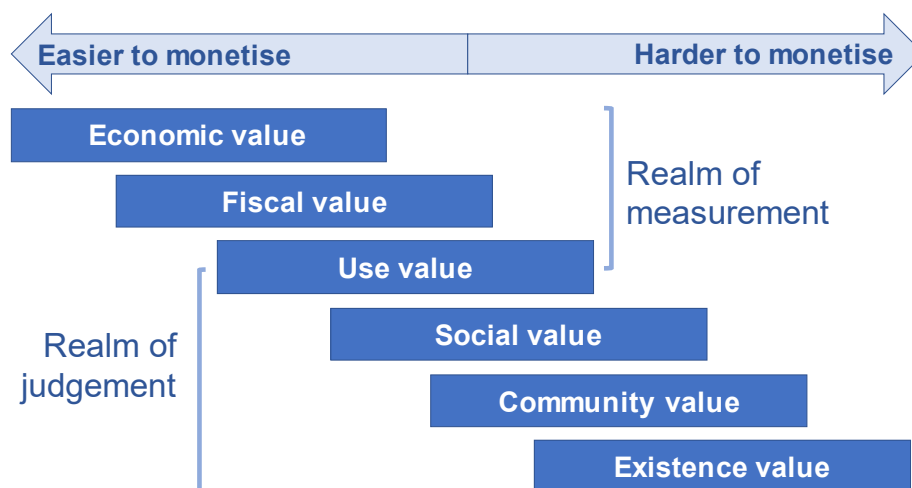 Easier to monetise
Harder to monetise
Economic value
Fiscal value
Realm of
measurement
Use value
Social value
Realm of
judgement
Community value
Existence value